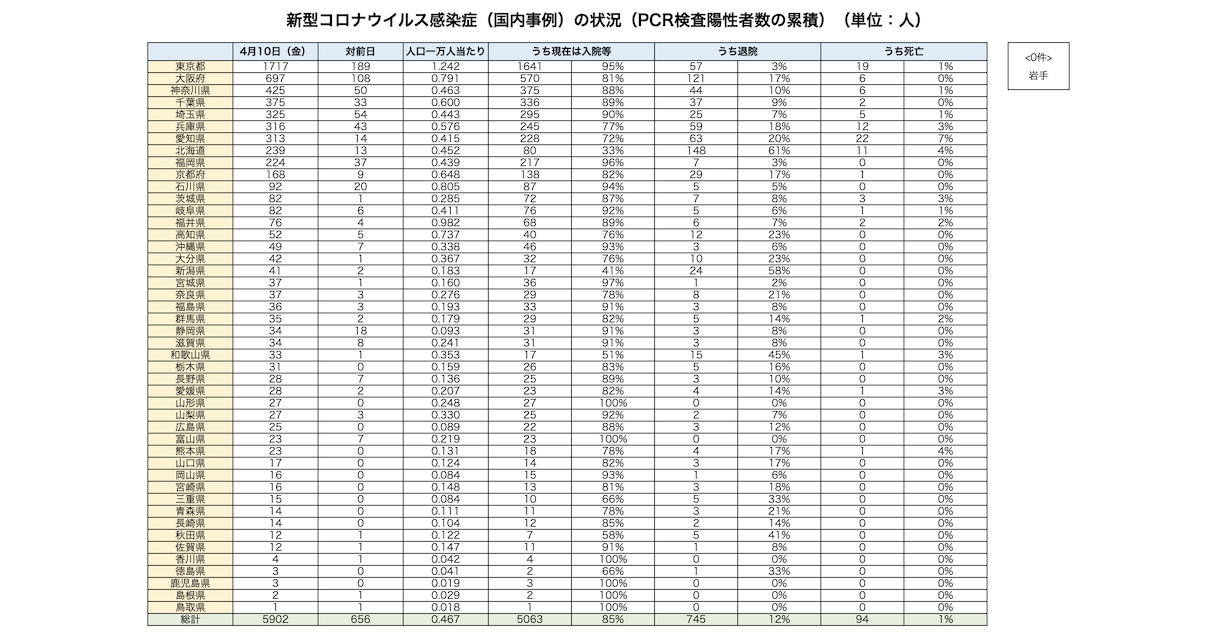 新型コロナウイルス感染症（国内事例）の状況（PCR検査陽性者数の累積）（単位：人）
4月10日（金） 対前日 人口一万人当たり うち現在は入院等 うち退院 うち死亡
<0件>
岩手
東京都 1717 189 1.242 1641 95% 57 3% 19 1%
大阪府 697 108 0.791 570 81% 121 17% 6 0%
神奈川県 425 50 0.463 375 88% 44 10% 6 1%
千葉県 375 33 0.600 336 89% 37 9% 2 0%
埼玉県 325 54 0.443 295 90% 25 7% 5 1%
兵庫県 316 43 0.576 245 77% 59 18% 12 3%
愛知県 313 14 0.415 228 72% 63 20% 22 7%
北海道 239 13 0.452 80 33% 148 61% 11 4%
福岡県 224 37 0.439 217 96% 7 3% 0 0%
京都府 168 9 0.648 138 82% 29 17% 1 0%
石川県 92 20 0.805 87 94% 5 5% 0 0%
茨城県 82 1 0.285 72 87% 7 8% 3 3%
岐阜県 82 6 0.411 76 92% 5 6% 1 1%
福井県 76 4 0.982 68 89% 6 7% 2 2%
高知県 52 5 0.737 40 76% 12 23% 0 0%
沖縄県 49 7 0.338 46 93% 3 6% 0 0%
大分県 42 1 0.367 32 76% 10 23% 0 0%
新潟県 41 2 0.183 17 41% 24 58% 0 0%
宮城県 37 1 0.160 36 97% 1 2% 0 0%
奈良県 37 3 0.276 29 78% 8 21% 0 0%
福島県 36 3 0.193 33 91% 3 8% 0 0%
群馬県 35 2 0.179 29 82% 5 14% 1 2%
静岡県 34 18 0.093 31 91% 3 8% 0 0%
滋賀県 34 8 0.241 31 91% 3 8% 0 0%
和歌山県 33 1 0.353 17 51% 15 45% 1 3%
栃木県 31 0 0.159 26 83% 5 16% 0 0%
長野県 28 7 0.136 25 89% 3 10% 0 0%
愛媛県 28 2 0.207 23 82% 4 14% 1 3%
山形県 27 0 0.248 27 100% 0 0% 0 0%
山梨県 27 3 0.330 25 92% 2 7% 0 0%
広島県 25 0 0.089 22 88% 3 12% 0 0%
富山県 23 7 0.219 23 100% 0 0% 0 0%
熊本県 23 0 0.131 18 78% 4 17% 1 4%
山口県 17 0 0.124 14 82% 3 17% 0 0%
岡山県 16 0 0.084 15 93% 1 6% 0 0%
宮崎県 16 0 0.148 13 81% 3 18% 0 0%
三重県 15 0 0.084 10 66% 5 33% 0 0%
青森県 14 0 0.111 11 78% 3 21% 0 0%
長崎県 14 0 0.104 12 85% 2 14% 0 0%
秋田県 12 1 0.122 7 58% 5 41% 0 0%
佐賀県 12 1 0.147 11 91% 1 8% 0 0%
香川県 4 1 0.042 4 100% 0 0% 0 0%
徳島県 3 0 0.041 2 66% 1 33% 0 0%
鹿児島県 3 0 0.019 3 100% 0 0% 0 0%
島根県 2 1 0.029 2 100% 0 0% 0 0%
鳥取県 1 1 0.018 1 100% 0 0% 0 0%
総計 5902 656 0.467 5063 85% 745 12% 94 1%